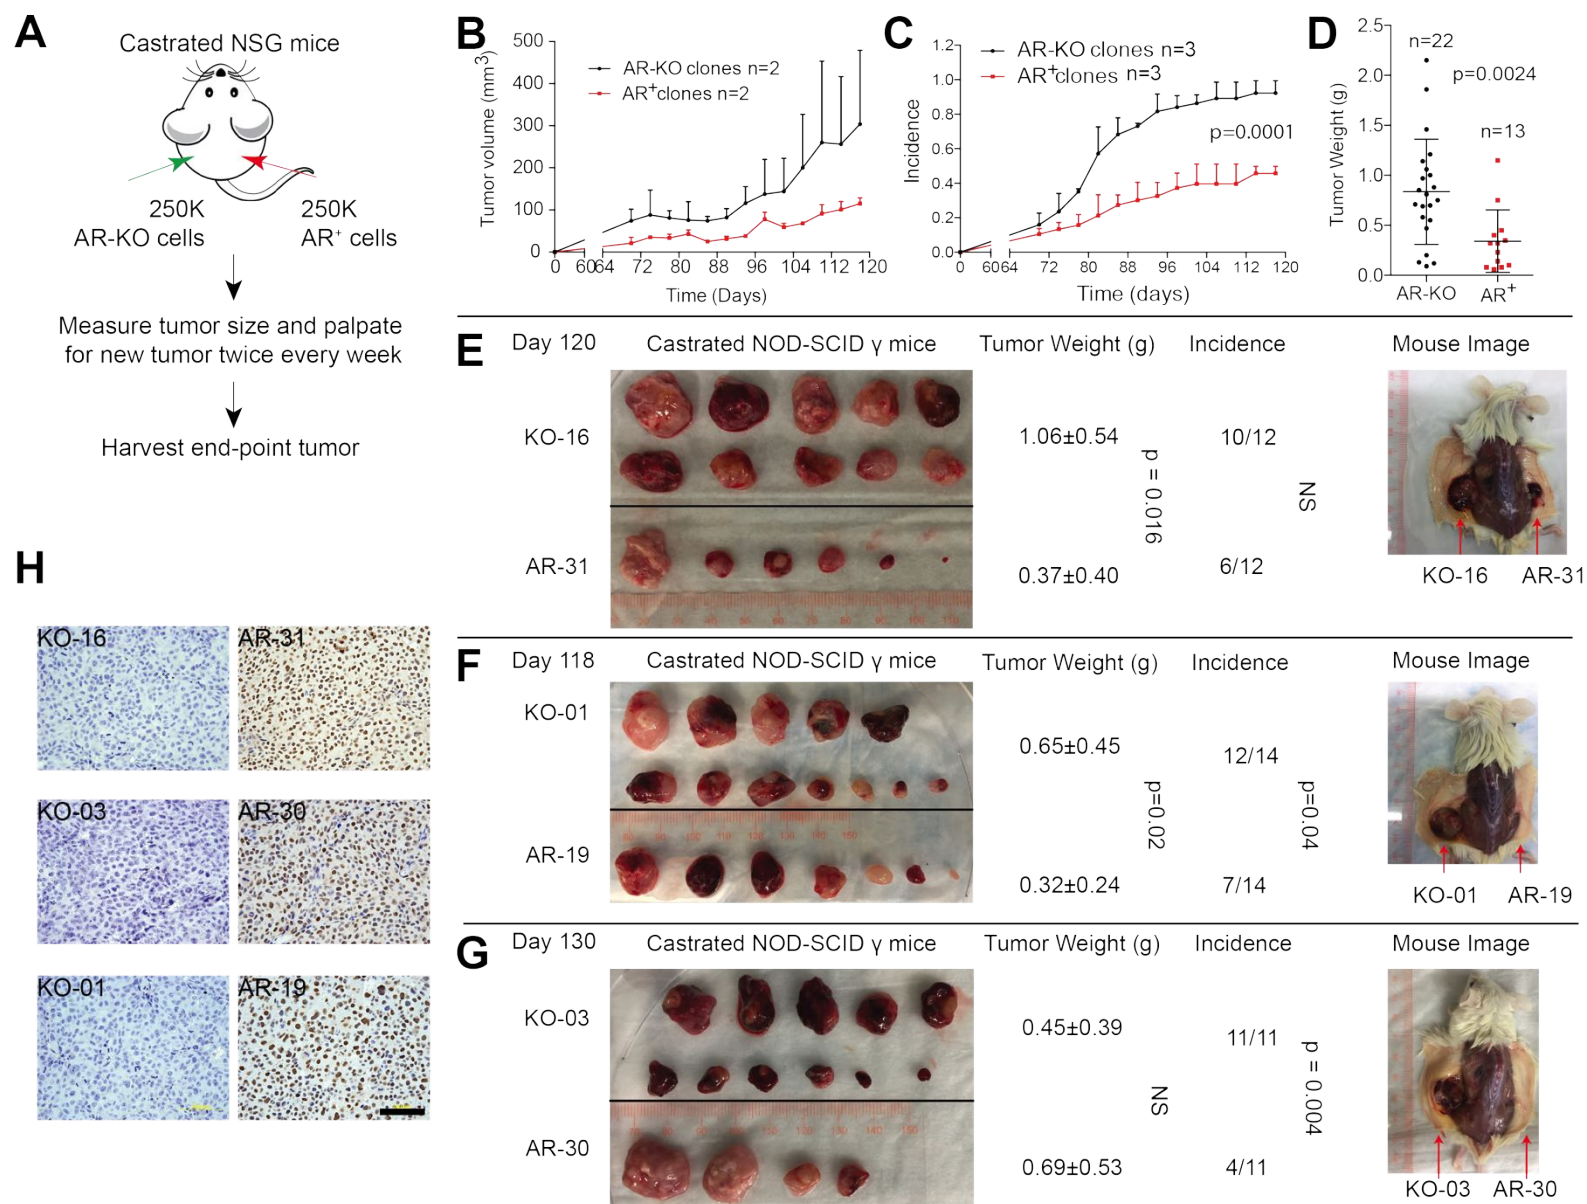 A
Castrated NSG mice
250K
AR-KO cells
250K
AR⁺ cells
Measure tumor size and palpate
for new tumor twice every week
Harvest end-point tumor
B
Tumor volume (mm³)
500
400
300
200
100
0
AR-KO clones n=2
AR⁺clones n=2
0 60 64 72 80 88 96 104 112 120
Time (Days)
C
Incidence
1.2
1.0
0.8
0.6
0.4
0.2
0.0
AR-KO clones n=3
AR⁺clones n=3
p=0.0001
0 60 64 72 80 88 96 104 112 120
Time (days)
D
Tumor Weight (g)
2.5
2.0
1.5
1.0
0.5
0.0
n=22
p=0.0024
n=13
AR-KO
AR⁺
E
Day 120
Castrated NOD-SCID γ mice
Tumor Weight (g)
Incidence
Mouse Image
KO-16
1.06±0.54
10/12
p = 0.016
NS
AR-31
0.37±0.40
6/12
KO-16
AR-31
F
Day 118
Castrated NOD-SCID γ mice
Tumor Weight (g)
Incidence
Mouse Image
KO-01
0.65±0.45
12/14
p=0.02
p=0.04
AR-19
0.32±0.24
7/14
KO-01
AR-19
G
Day 130
Castrated NOD-SCID γ mice
Tumor Weight (g)
Incidence
Mouse Image
KO-03
0.45±0.39
11/11
NS
p = 0.004
AR-30
0.69±0.53
4/11
KO-03
AR-30
H
KO-16
AR-31
KO-03
AR-30
KO-01
AR-19